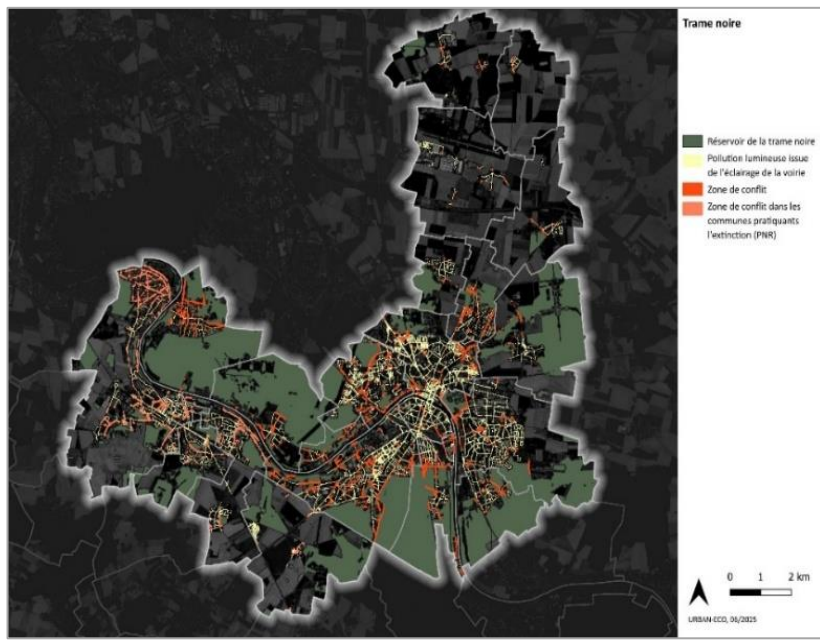 Trame noire
Réservoir de la trame noire
Pollution lumineuse issue
de l'éclairage de la voirie
Zone de conflit
Zone de conflit dans les
communes pratiquants
l'extinction (PNR)
0 1 2 km
URBAN-ECO, 06/2025